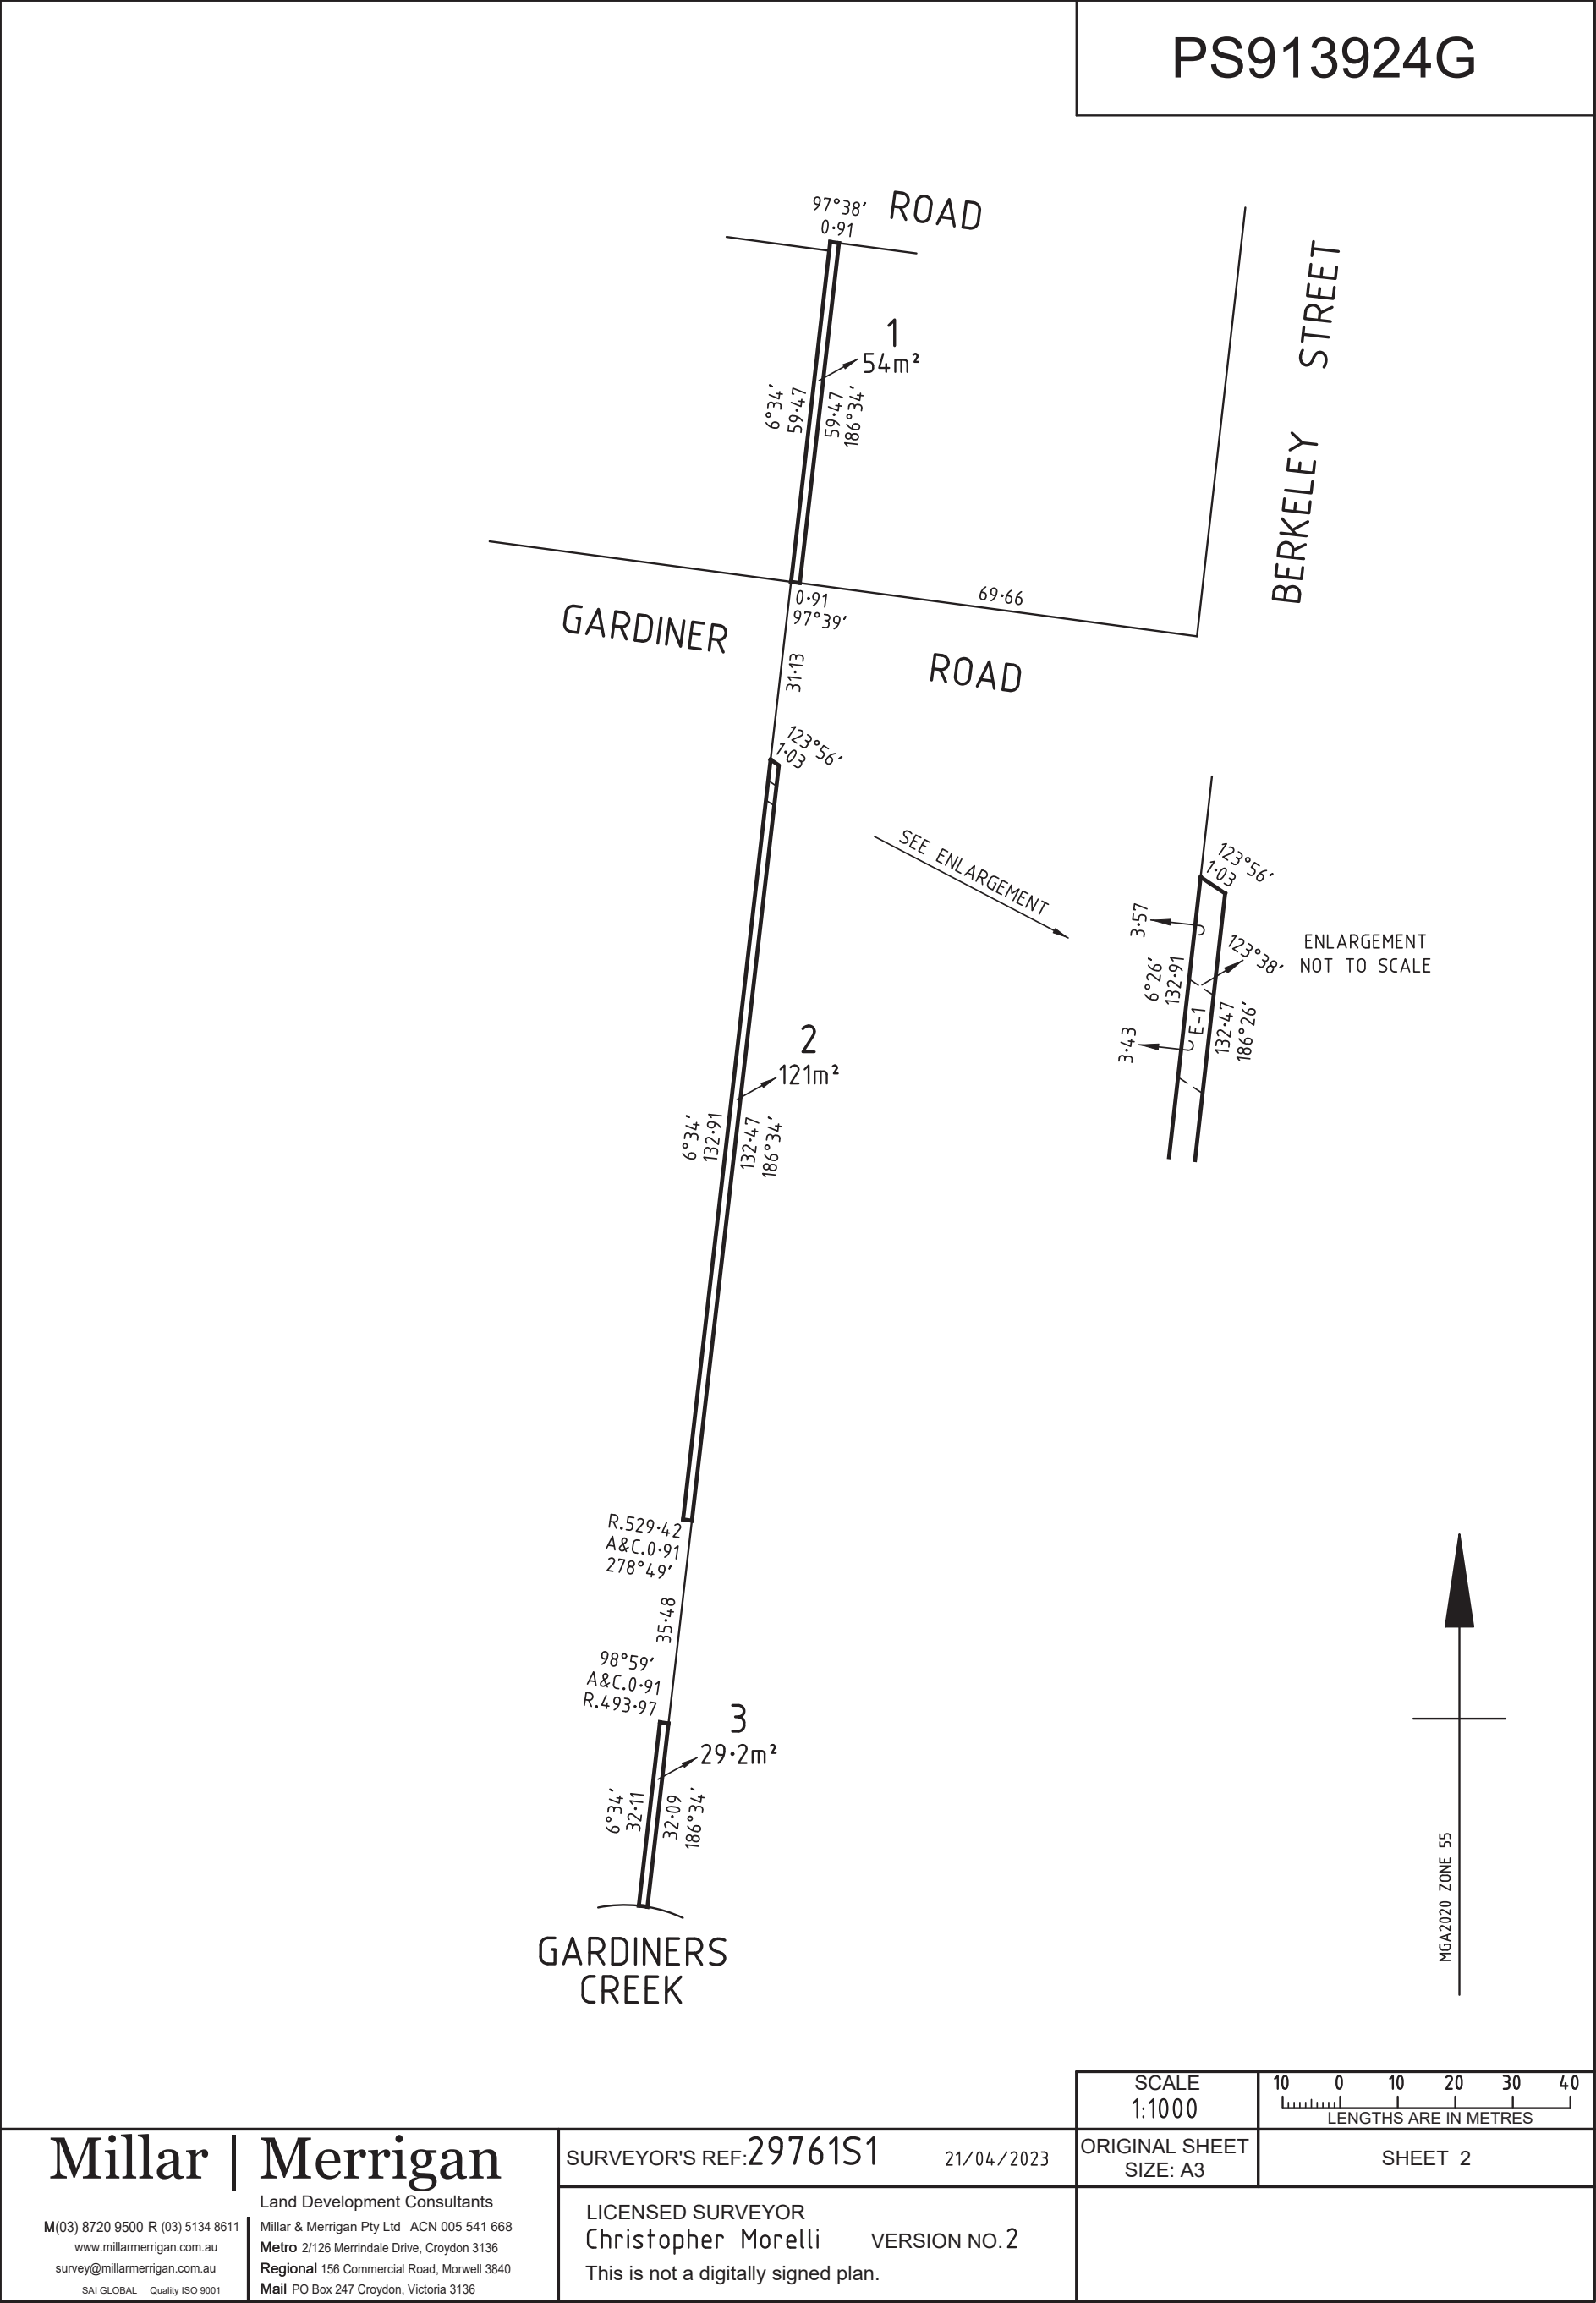 PS913924G
97°38′
0·91
ROAD
1
54m²
6°34′
59·47
59·47
186°34′
BERKELEY STREET
0·91
97°39′
69·66
GARDINER
ROAD
31·13
123°56′
1·03
SEE ENLARGEMENT
123°56′
1·03
3·57
123°38′
ENLARGEMENT
NOT TO SCALE
6°26′
132·91
E-1
132·47
186°26′
3·43
2
121m²
6°34′
132·91
132·47
186°34′
R.529·42
A&C.0·91
278°49′
35·48
98°59′
A&C.0·91
R.493·97
3
29·2m²
6°34′
32·11
32·09
186°34′
GARDINERS
CREEK
MGA2020 ZONE 55
SCALE
1:1000
10 0 10 20 30 40
LENGTHS ARE IN METRES
Millar | Merrigan
Land Development Consultants
M(03) 8720 9500 R (03) 5134 8611
www.millarmerrigan.com.au
survey@millarmerrigan.com.au
SAI GLOBAL Quality ISO 9001
Millar & Merrigan Pty Ltd ACN 005 541 668
Metro 2/126 Merrindale Drive, Croydon 3136
Regional 156 Commercial Road, Morwell 3840
Mail PO Box 247 Croydon, Victoria 3136
SURVEYOR'S REF:29761S1 21/04/2023
ORIGINAL SHEET
SIZE: A3
SHEET 2
LICENSED SURVEYOR
Christopher Morelli VERSION NO.2
This is not a digitally signed plan.